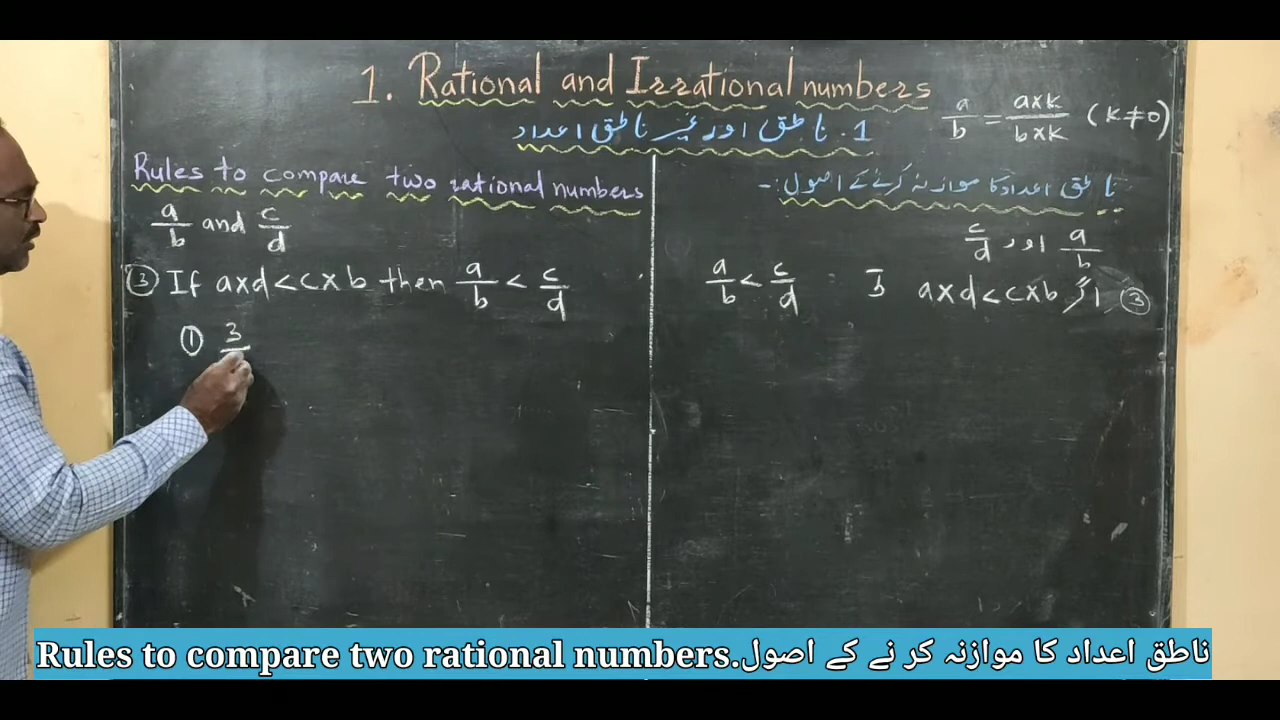 1. Rational and Irrational numbers
1. ناطق اور غیر ناطق اعداد
a/b = a×k/b×k (k≠0)
Rules to compare two rational numbers
a/b and c/d
③ If a×d < c×b then a/b < c/d
① 3
ناطق اعداد کا موازنہ کرنے کے اصول :-
a/b اور c/d
③ اگر a×d < c×b تو a/b < c/d
Rules to compare two rational numbers.ناطق اعداد کا موازنہ کر نے کے اصول